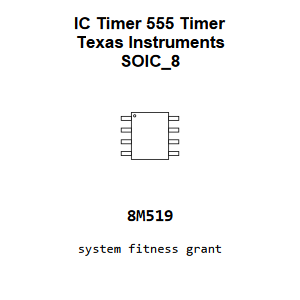 IC Timer 555 Timer
Texas Instruments
SOIC_8
8M519
system fitness grant